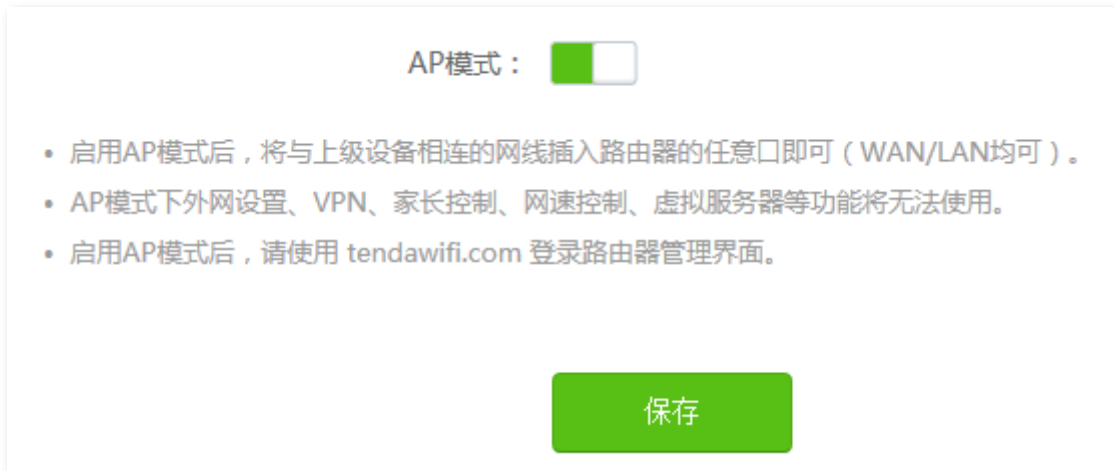 AP模式：
• 启用AP模式后，将与上级设备相连的网线插入路由器的任意口即可（WAN/LAN均可）。
• AP模式下外网设置、VPN、家长控制、网速控制、虚拟服务器等功能将无法使用。
• 启用AP模式后，请使用 tendawifi.com 登录路由器管理界面。
保存